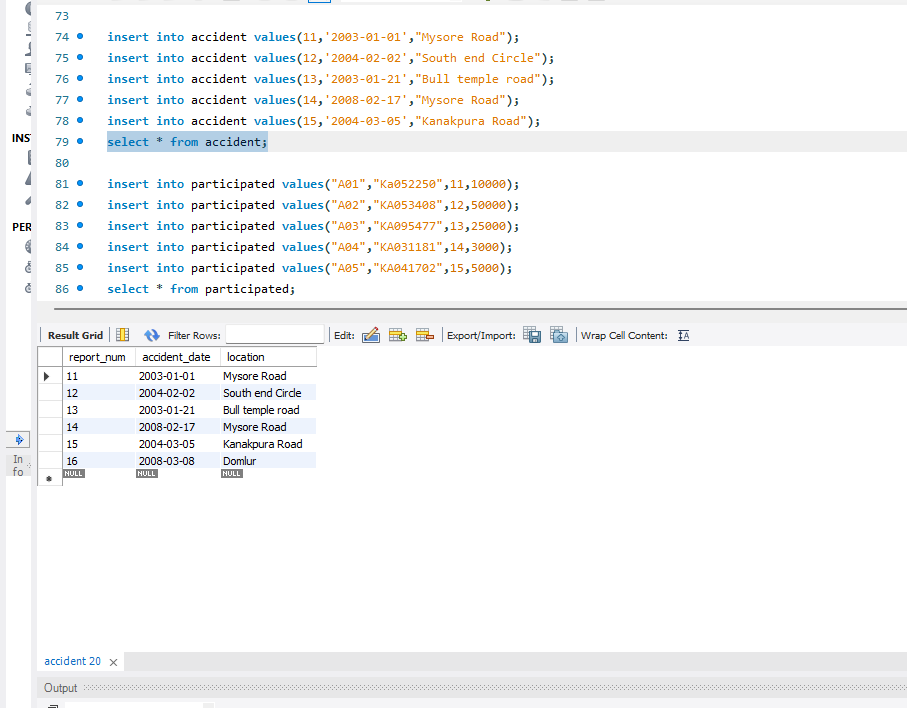 73
74 insert into accident values(11,'2003-01-01',"Mysore Road");
75 insert into accident values(12,'2004-02-02',"South end Circle");
76 insert into accident values(13,'2003-01-21',"Bull temple road");
77 insert into accident values(14,'2008-02-17',"Mysore Road");
78 insert into accident values(15,'2004-03-05',"Kanakpura Road");
INS
79 select * from accident;
80
81 insert into participated values("A01","Ka052250",11,10000);
82 insert into participated values("A02","KA053408",12,50000);
PER
83 insert into participated values("A03","KA095477",13,25000);
84 insert into participated values("A04","KA031181",14,3000);
85 insert into participated values("A05","KA041702",15,5000);
86 select * from participated;
Result Grid Filter Rows: Edit: Export/Import: Wrap Cell Content: IA
report_num accident_date location
11 2003-01-01 Mysore Road
12 2004-02-02 South end Circle
13 2003-01-21 Bull temple road
14 2008-02-17 Mysore Road
15 2004-03-05 Kanakpura Road
16 2008-03-08 Domlur
NULL NULL NULL
In
fo
accident 20
Output